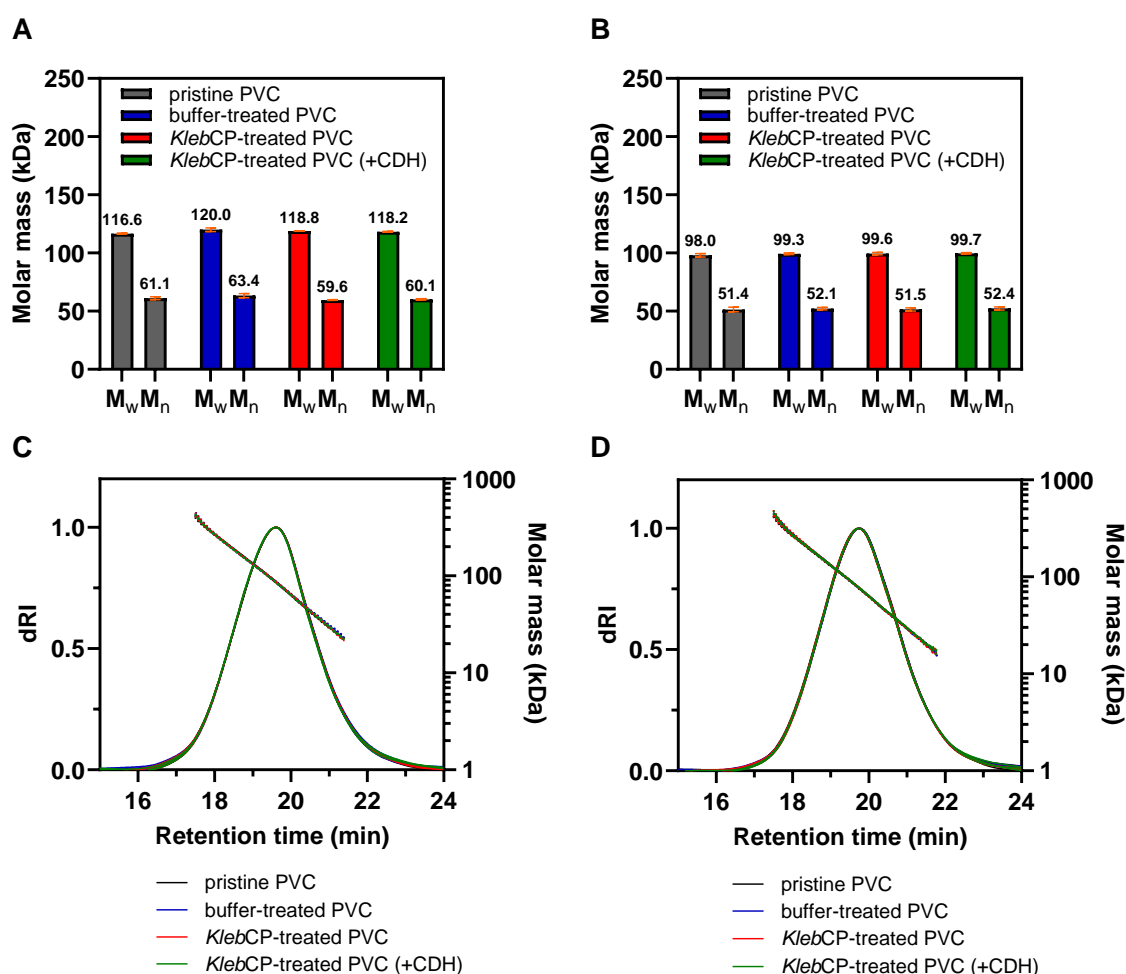 A
B
250
200
150
100
50
0
Molar mass (kDa)
pristine PVC
buffer-treated PVC
KlebCP-treated PVC
KlebCP-treated PVC (+CDH)
116.6
61.1
120.0
63.4
118.8
59.6
118.2
60.1
MwMn MwMn MwMn MwMn
250
200
150
100
50
0
Molar mass (kDa)
pristine PVC
buffer-treated PVC
KlebCP-treated PVC
KlebCP-treated PVC (+CDH)
98.0
51.4
99.3
52.1
99.6
51.5
99.7
52.4
MwMn MwMn MwMn MwMn
C
D
1.0
0.5
0.0
dRI
1000
100
10
1
Molar mass (kDa)
16 18 20 22 24
Retention time (min)
pristine PVC
buffer-treated PVC
KlebCP-treated PVC
KlebCP-treated PVC (+CDH)
1.0
0.5
0.0
dRI
1000
100
10
1
Molar mass (kDa)
16 18 20 22 24
Retention time (min)
pristine PVC
buffer-treated PVC
KlebCP-treated PVC
KlebCP-treated PVC (+CDH)